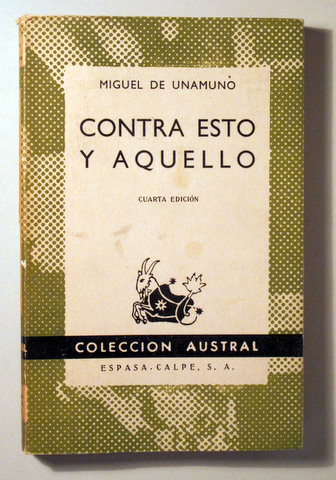 MIGUEL DE UNAMUNO
CONTRA ESTO
Y AQUELLO
CUARTA EDICIÓN
COLECCION AUSTRAL
ESPASA-CALPE, S. A.